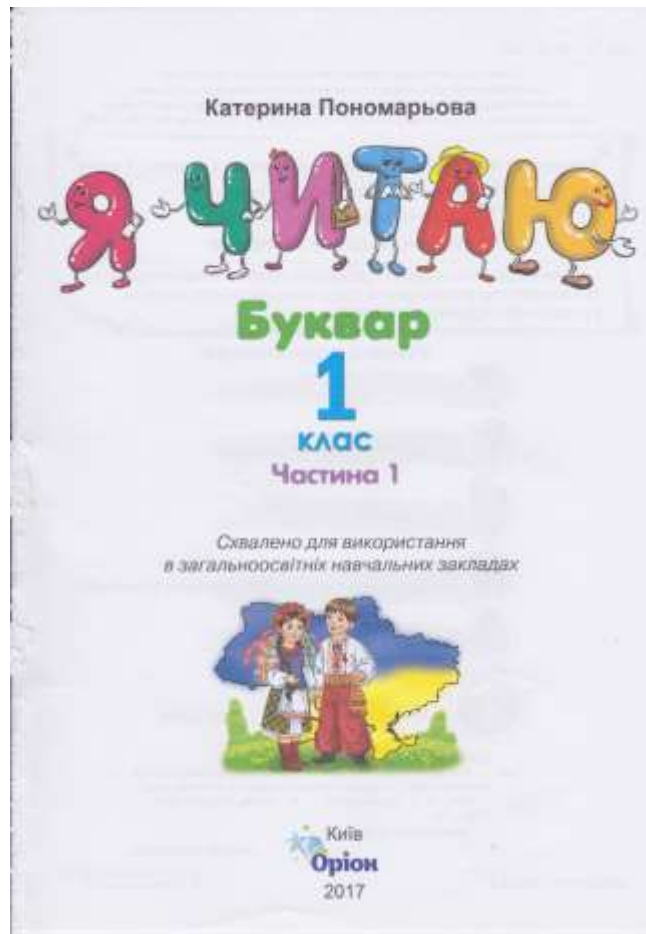 Катерина Пономарьова
Я ЧИТАЮ
Буквар
1
клас
Частина 1
Схвалено для використання
в загальноосвітніх навчальних закладах
Київ
Оріон
2017